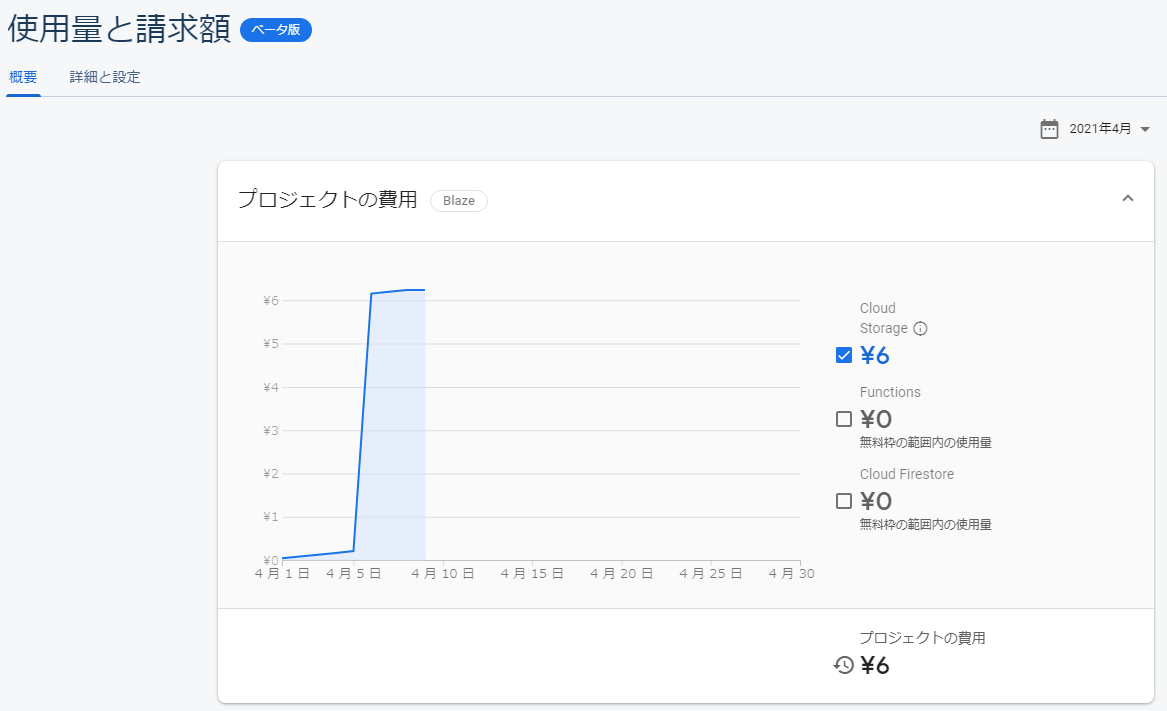 使用量と請求額 ベータ版
概要 詳細と設定
2021年4月
プロジェクトの費用 Blaze
¥6
¥5
¥4
¥3
¥2
¥1
¥0
4 月 1 日 4 月 5 日 4 月 10 日 4 月 15 日 4 月 20 日 4 月 25 日 4 月 30
Cloud
Storage
¥6
Functions
¥0
無料枠の範囲内の使用量
Cloud Firestore
¥0
無料枠の範囲内の使用量
プロジェクトの費用
¥6